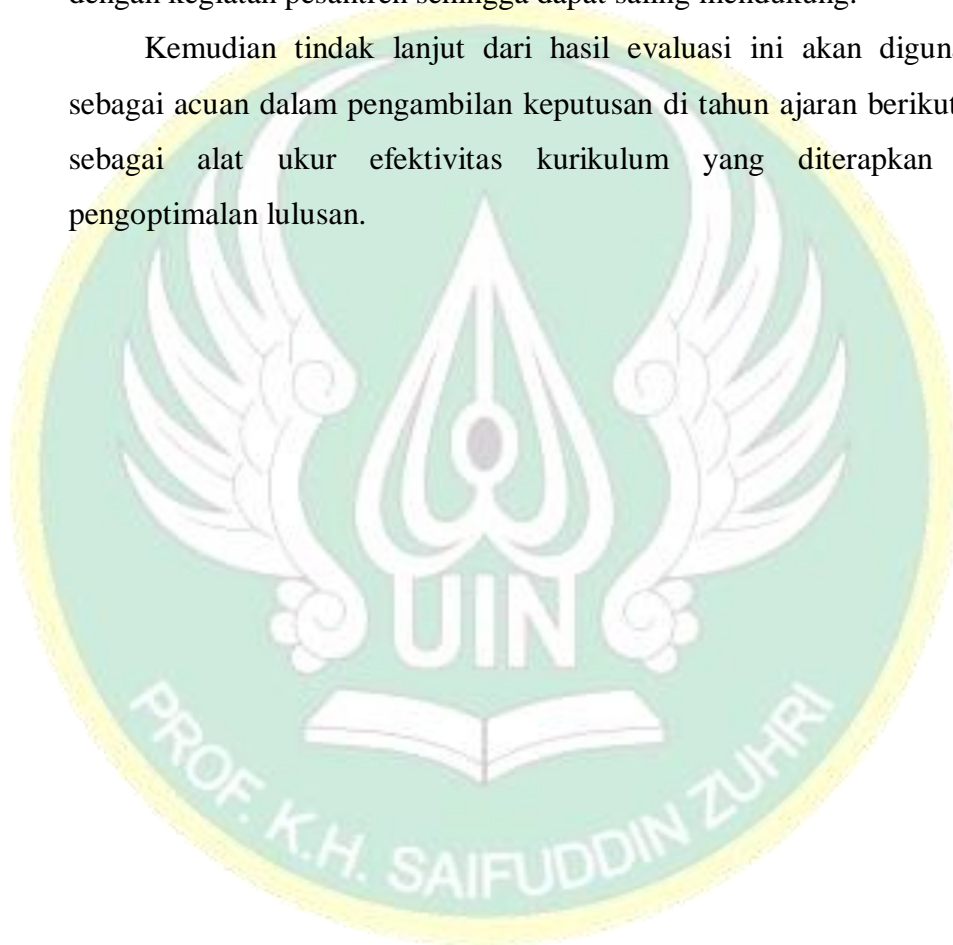 dengan kegiatan pesantren sehingga dapat saling mendukung.
Kemudian tindak lanjut dari hasil evaluasi ini akan diguna
sebagai acuan dalam pengambilan keputusan di tahun ajaran berikut
sebagai alat ukur efektivitas kurikulum yang diterapkan
pengoptimalan lulusan.
UIN
PROF. K.H. SAIFUDDIN ZUHRI